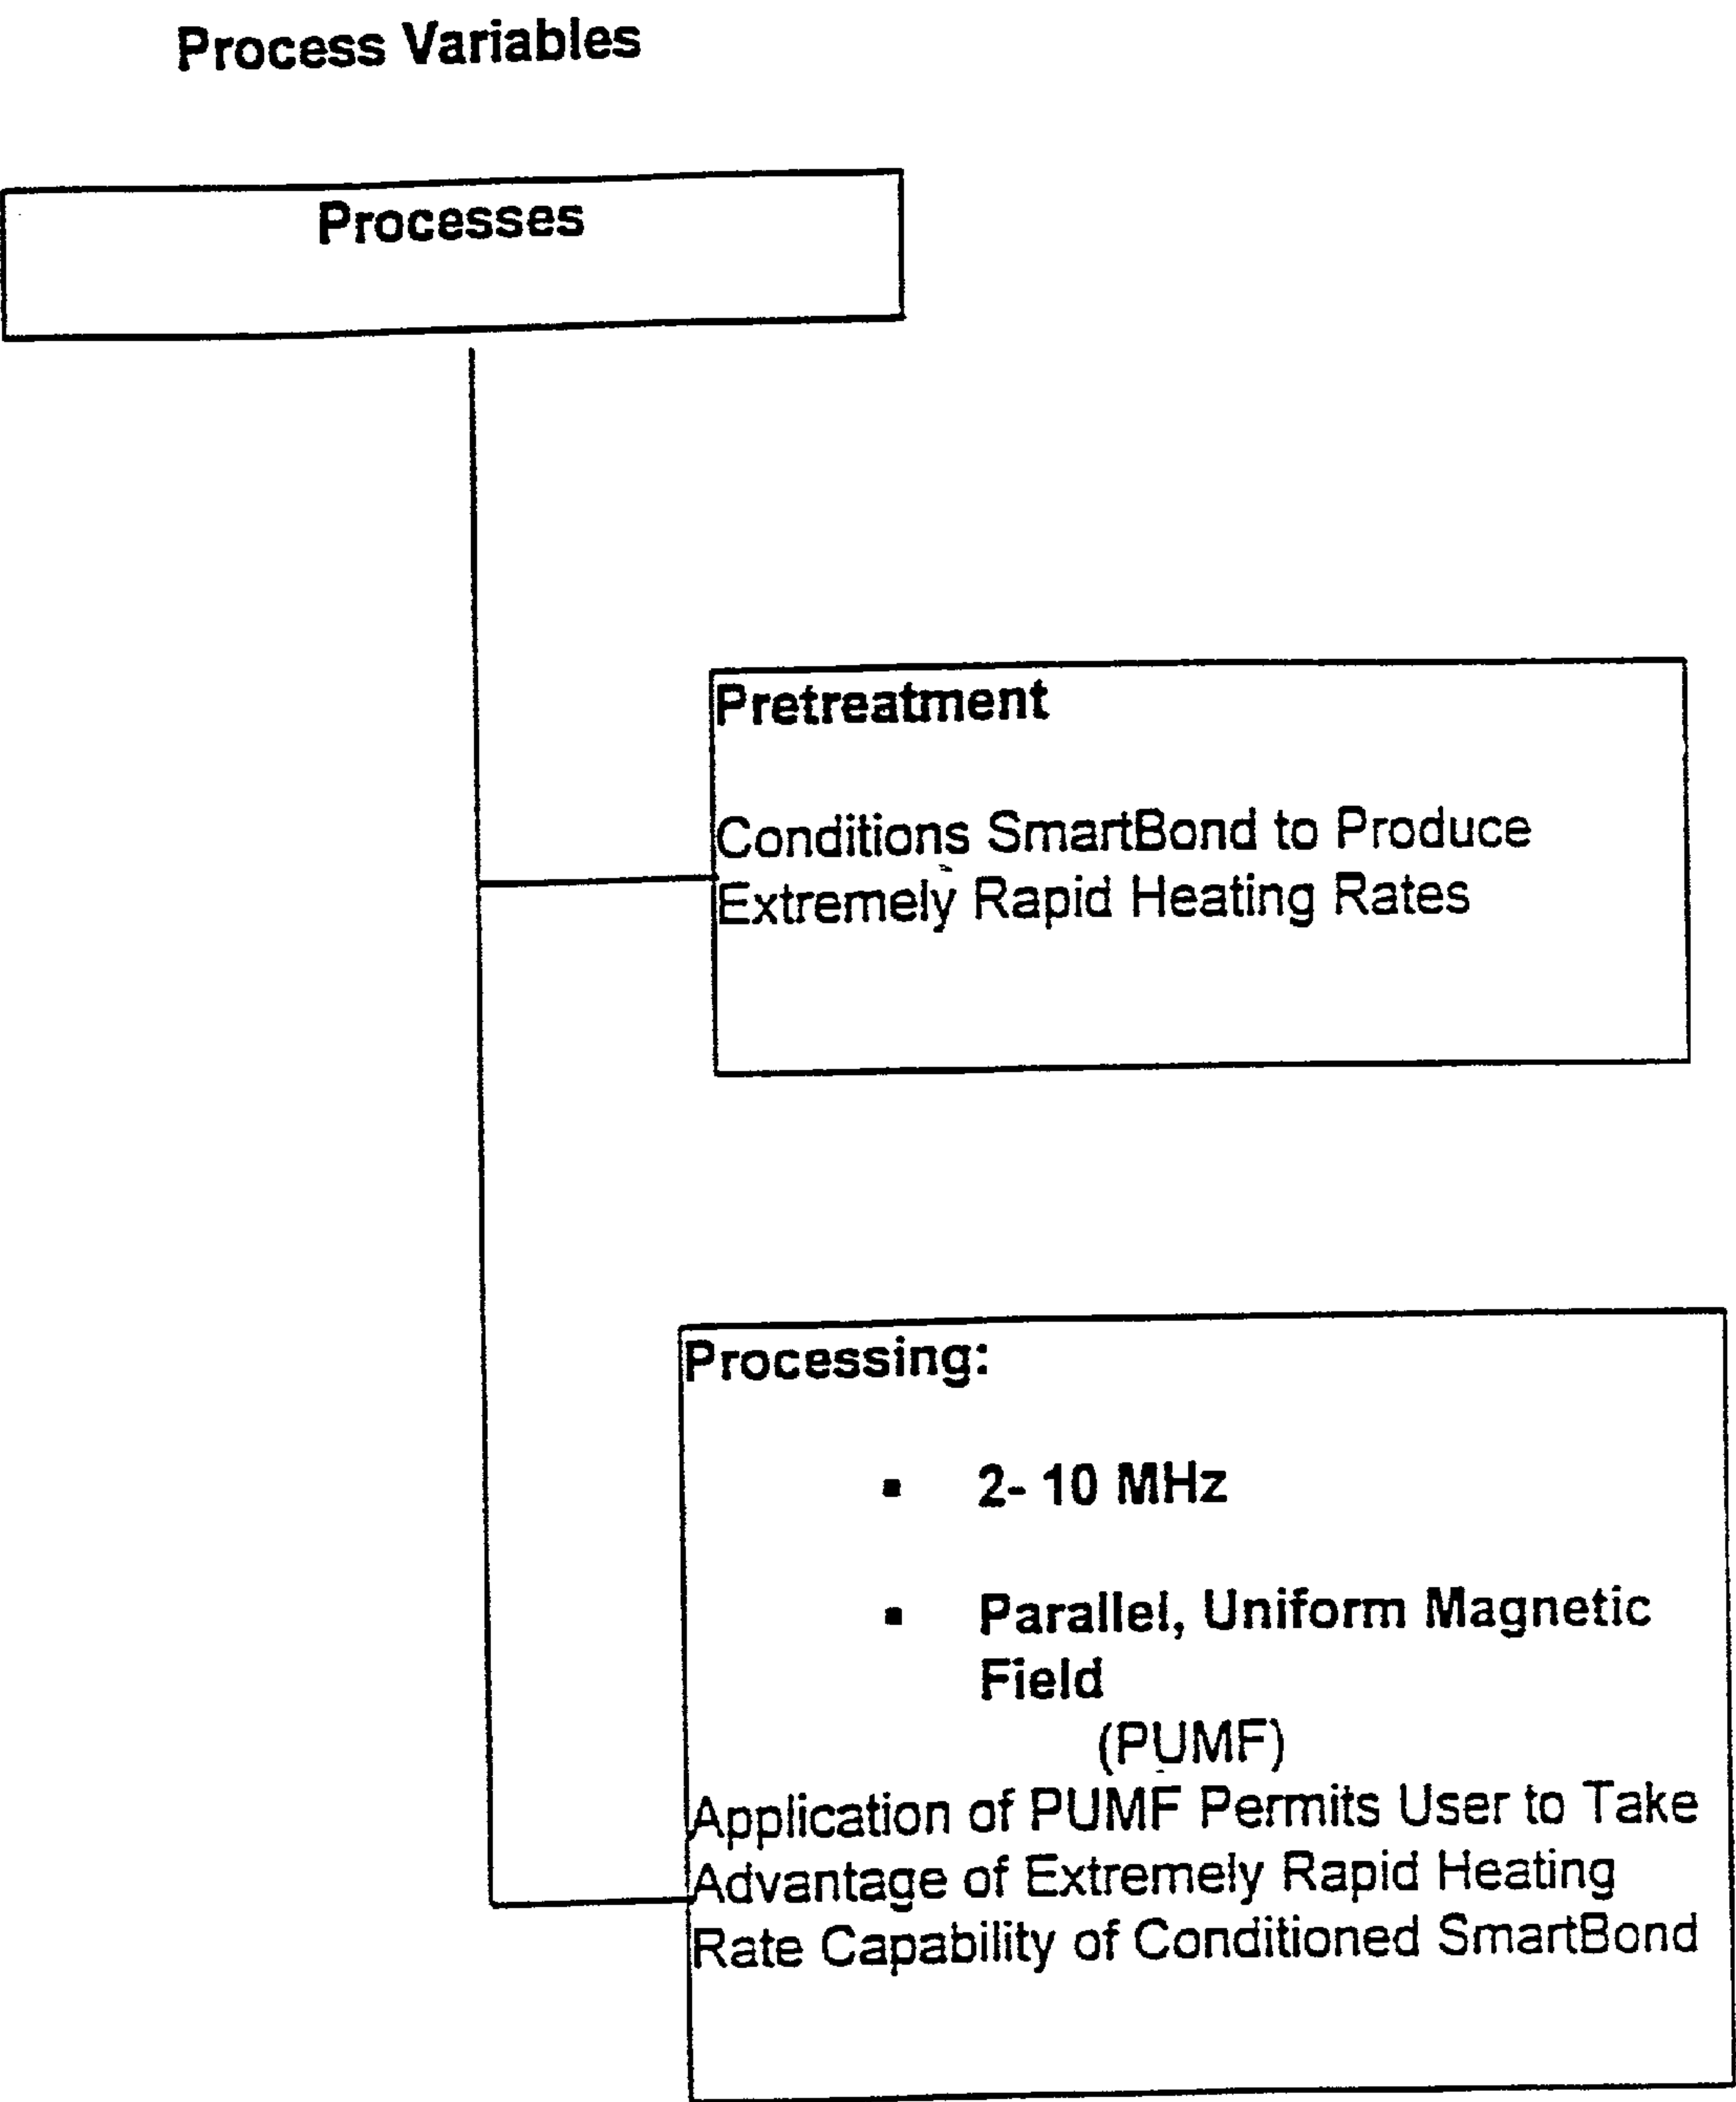 Process Variables
Processes
Pretreatment
Conditions SmartBond to Produce
Extremely Rapid Heating Rates
Processing:
▪ 2- 10 MHz
▪ Parallel, Uniform Magnetic
Field
(PUMF)
Application of PUMF Permits User to Take
Advantage of Extremely Rapid Heating
Rate Capability of Conditioned SmartBond